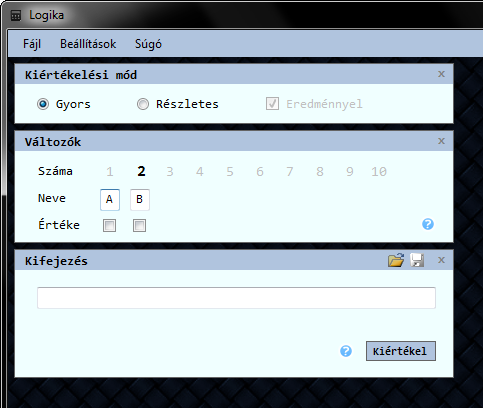 Logika
Fájl Beállítások Súgó
Kiértékelési mód x
Gyors Részletes Eredménnyel
Változók x
Száma 1 2 3 4 5 6 7 8 9 10
Neve A B
Értéke ?
Kifejezés x
? Kiértékel